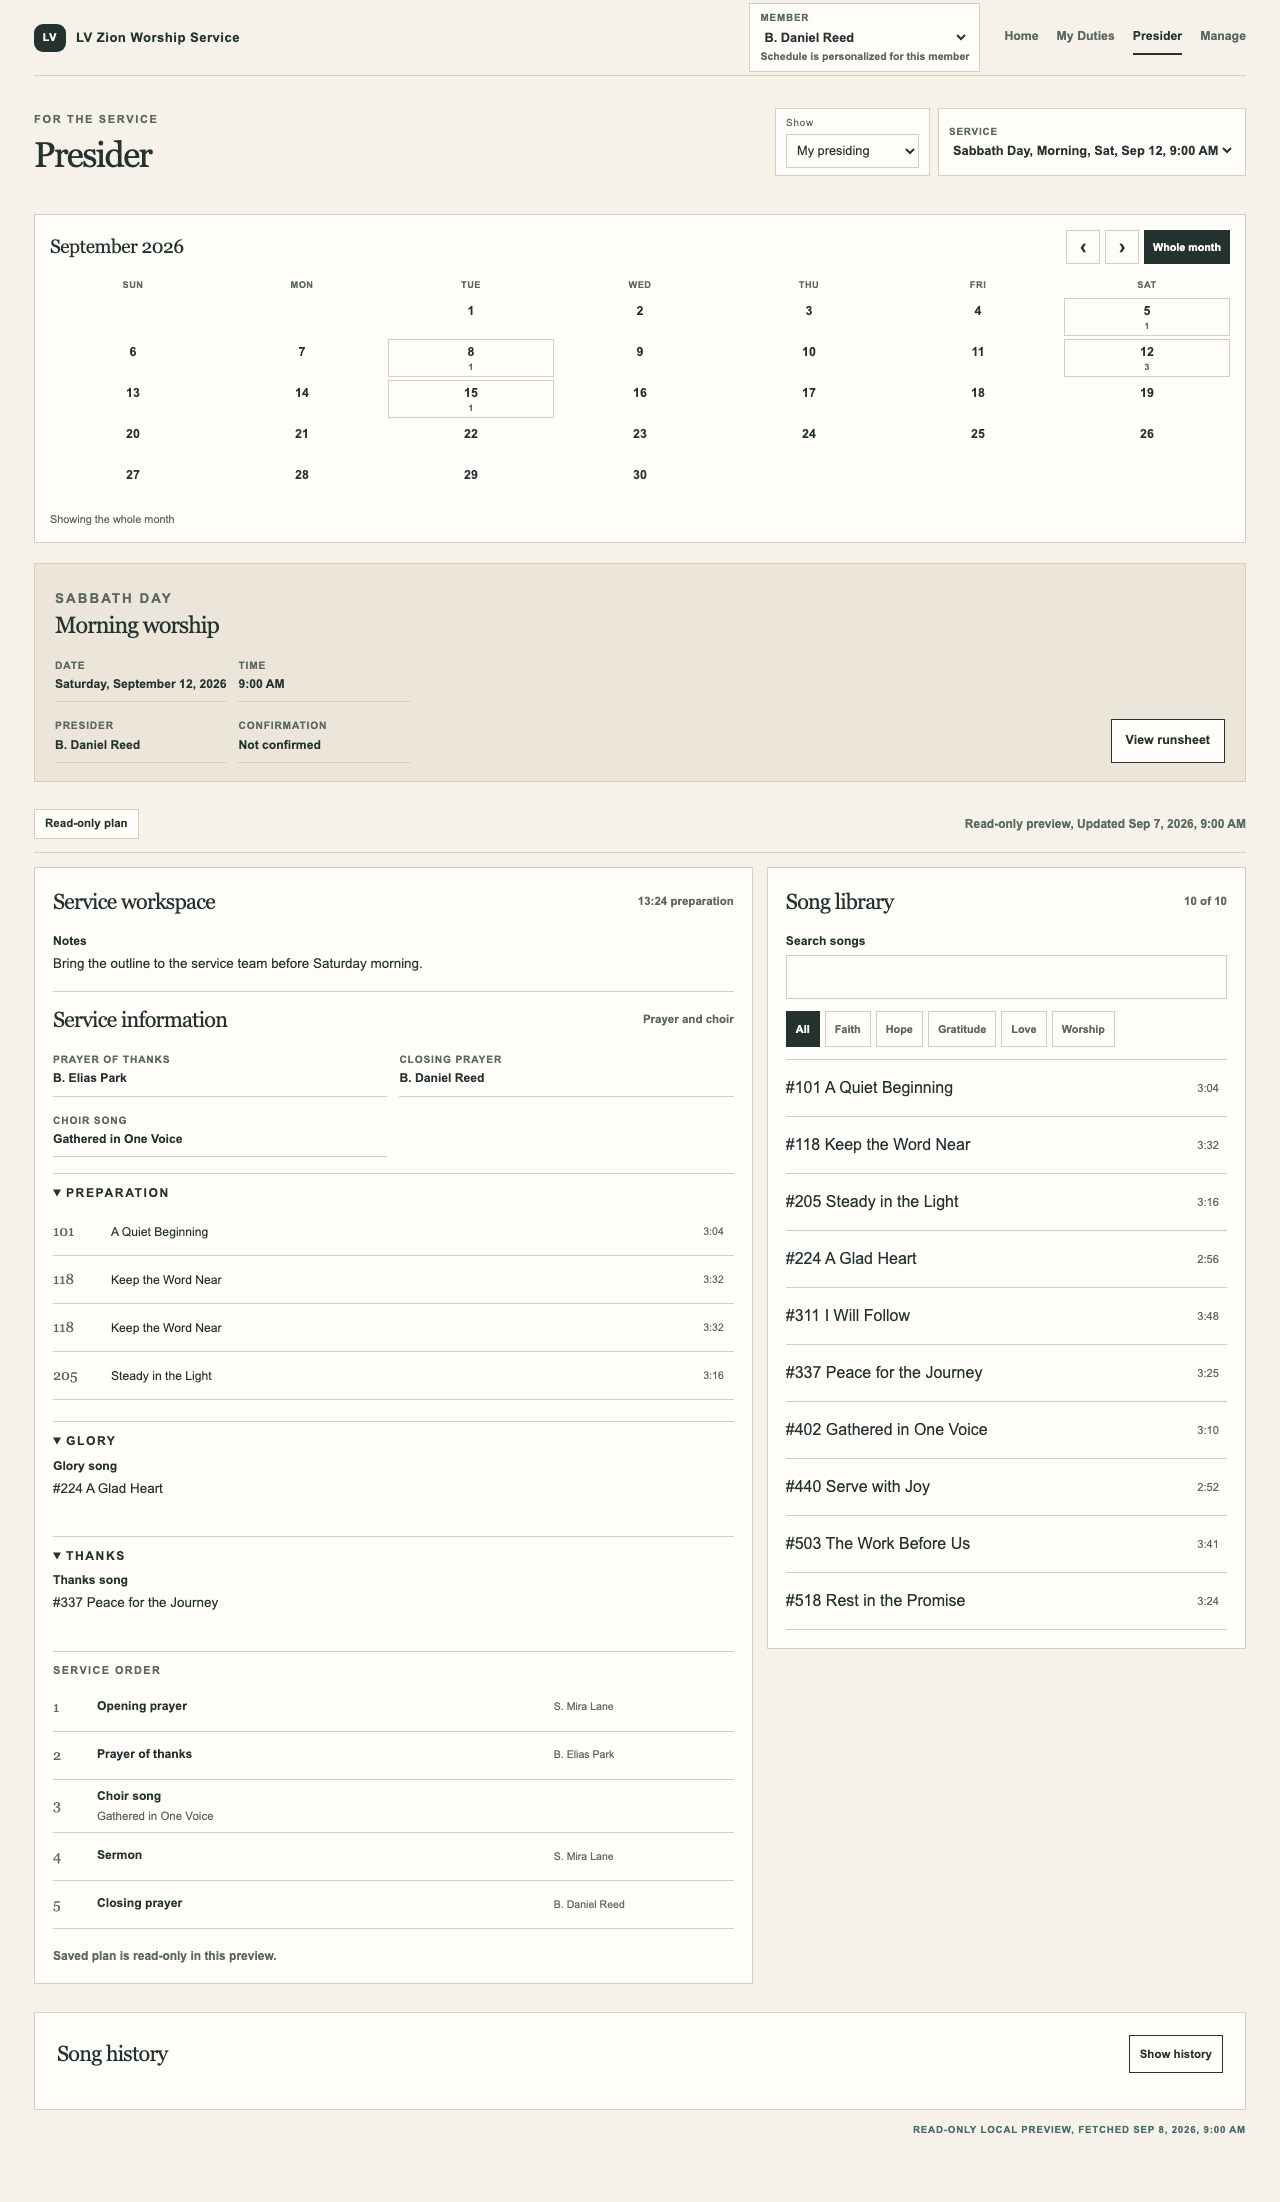 LV
LV Zion Worship Service
MEMBER
B. Daniel Reed
Schedule is personalized for this member
Home
My Duties
Presider
Manage
FOR THE SERVICE
Presider
Show
My presiding
SERVICE
Sabbath Day, Morning, Sat, Sep 12, 9:00 AM
September 2026
‹
›
Whole month
SUN MON TUE WED THU FRI SAT
1 2 3 4 5
1
6 7 8 9 10 11 12
1 3
13 14 15 16 17 18 19
1
20 21 22 23 24 25 26
27 28 29 30
Showing the whole month
SABBATH DAY
Morning worship
DATE
Saturday, September 12, 2026
TIME
9:00 AM
PRESIDER
B. Daniel Reed
CONFIRMATION
Not confirmed
View runsheet
Read-only plan
Read-only preview, Updated Sep 7, 2026, 9:00 AM
Service workspace
13:24 preparation
Notes
Bring the outline to the service team before Saturday morning.
Service information
Prayer and choir
PRAYER OF THANKS
B. Elias Park
CLOSING PRAYER
B. Daniel Reed
CHOIR SONG
Gathered in One Voice
▼ PREPARATION
101 A Quiet Beginning 3:04
118 Keep the Word Near 3:32
118 Keep the Word Near 3:32
205 Steady in the Light 3:16
▼ GLORY
Glory song
#224 A Glad Heart
▼ THANKS
Thanks song
#337 Peace for the Journey
SERVICE ORDER
1 Opening prayer S. Mira Lane
2 Prayer of thanks B. Elias Park
3 Choir song
Gathered in One Voice
4 Sermon S. Mira Lane
5 Closing prayer B. Daniel Reed
Saved plan is read-only in this preview.
Song library
10 of 10
Search songs
All
Faith
Hope
Gratitude
Love
Worship
#101 A Quiet Beginning 3:04
#118 Keep the Word Near 3:32
#205 Steady in the Light 3:16
#224 A Glad Heart 2:56
#311 I Will Follow 3:48
#337 Peace for the Journey 3:25
#402 Gathered in One Voice 3:10
#440 Serve with Joy 2:52
#503 The Work Before Us 3:41
#518 Rest in the Promise 3:24
Song history
Show history
READ-ONLY LOCAL PREVIEW, FETCHED SEP 8, 2026, 9:00 AM